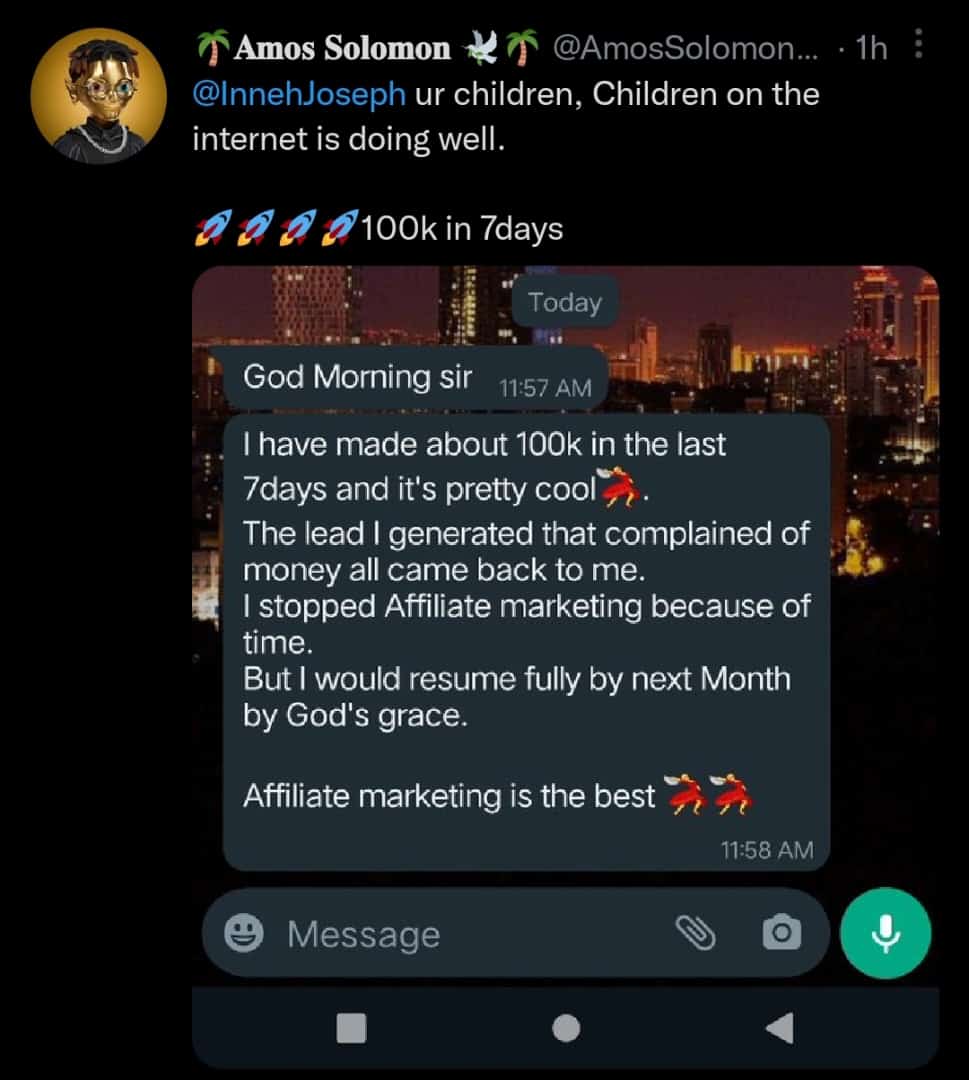 🌴Amos Solomon 🕊🌴 @AmosSolomon... · 1h
@InnehJoseph ur children, Children on the
internet is doing well.
🚀🚀🚀🚀100k in 7days
Today
God Morning sir 11:57 AM
I have made about 100k in the last
7days and it's pretty cool💃.
The lead I generated that complained of
money all came back to me.
I stopped Affiliate marketing because of
time.
But I would resume fully by next Month
by God's grace.
Affiliate marketing is the best 💃💃
11:58 AM
Message